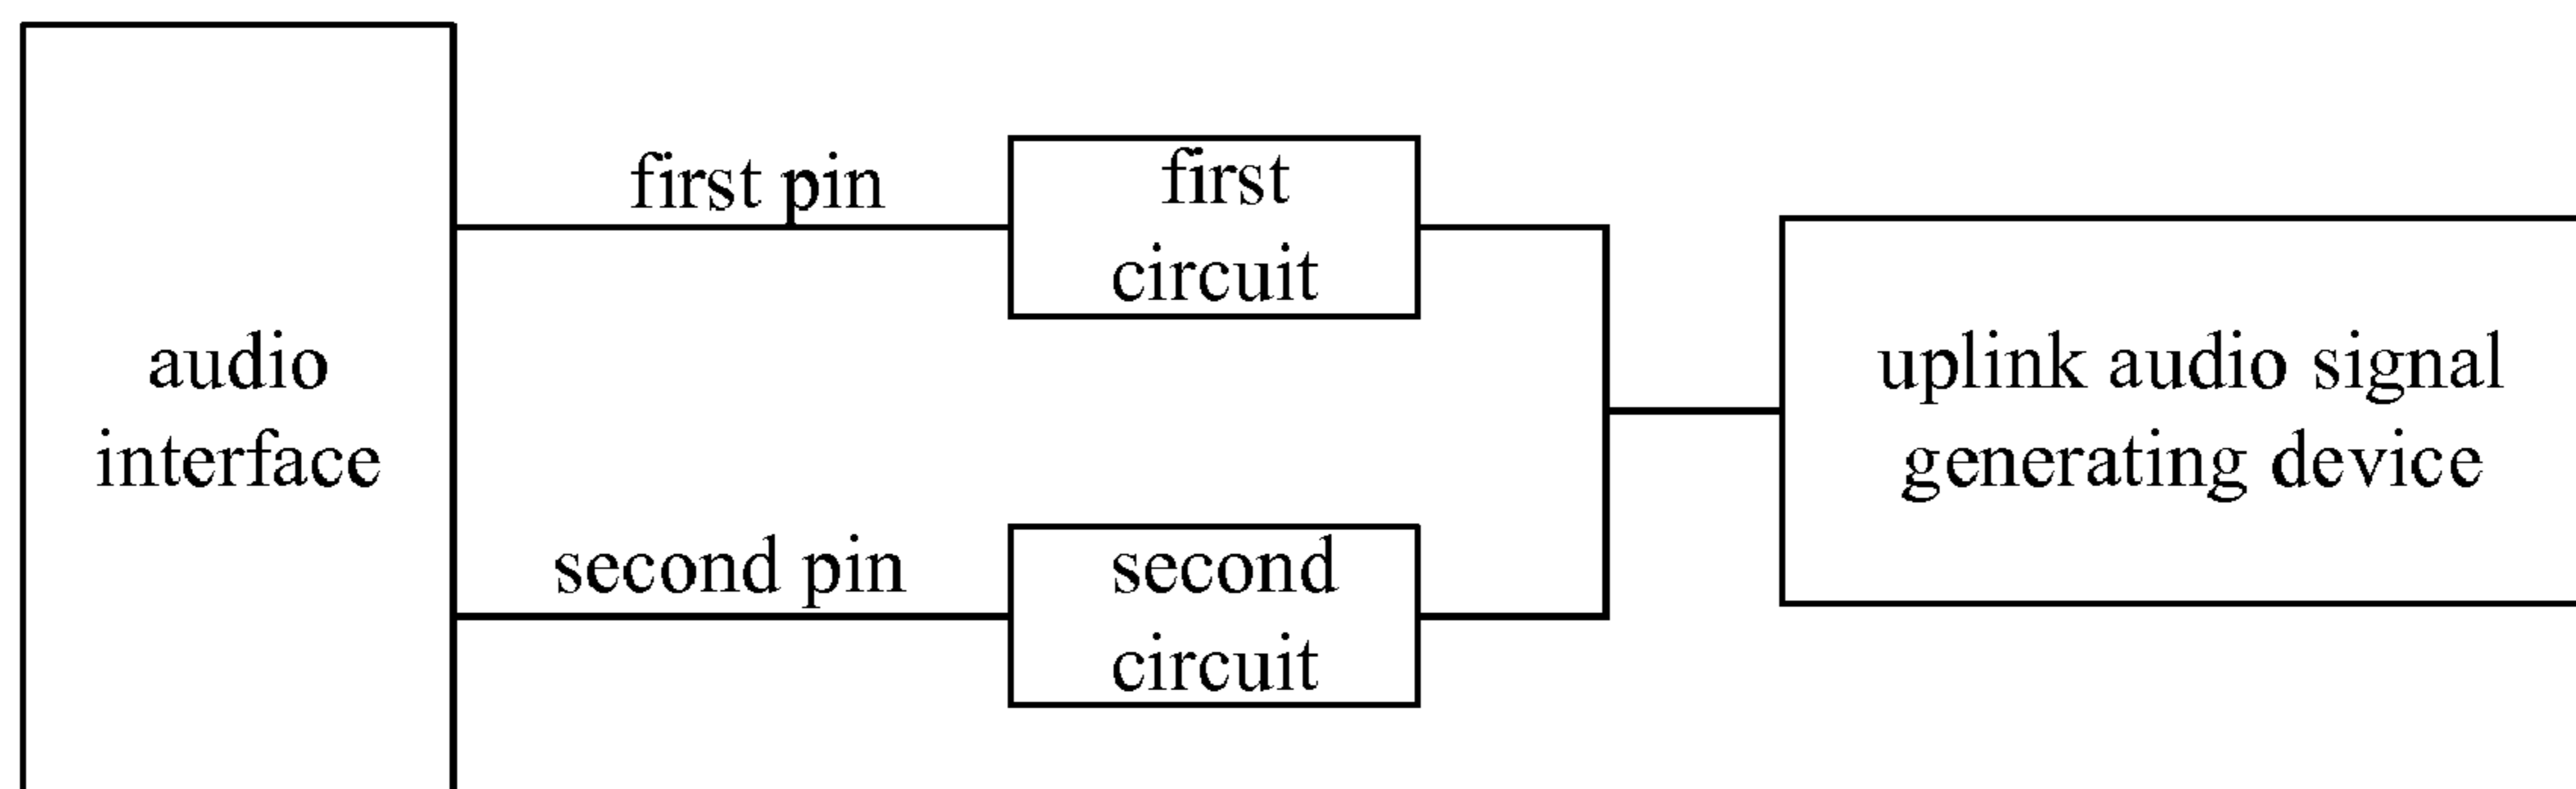 audio
interface
first pin
first
circuit
second pin
second
circuit
uplink audio signal
generating device